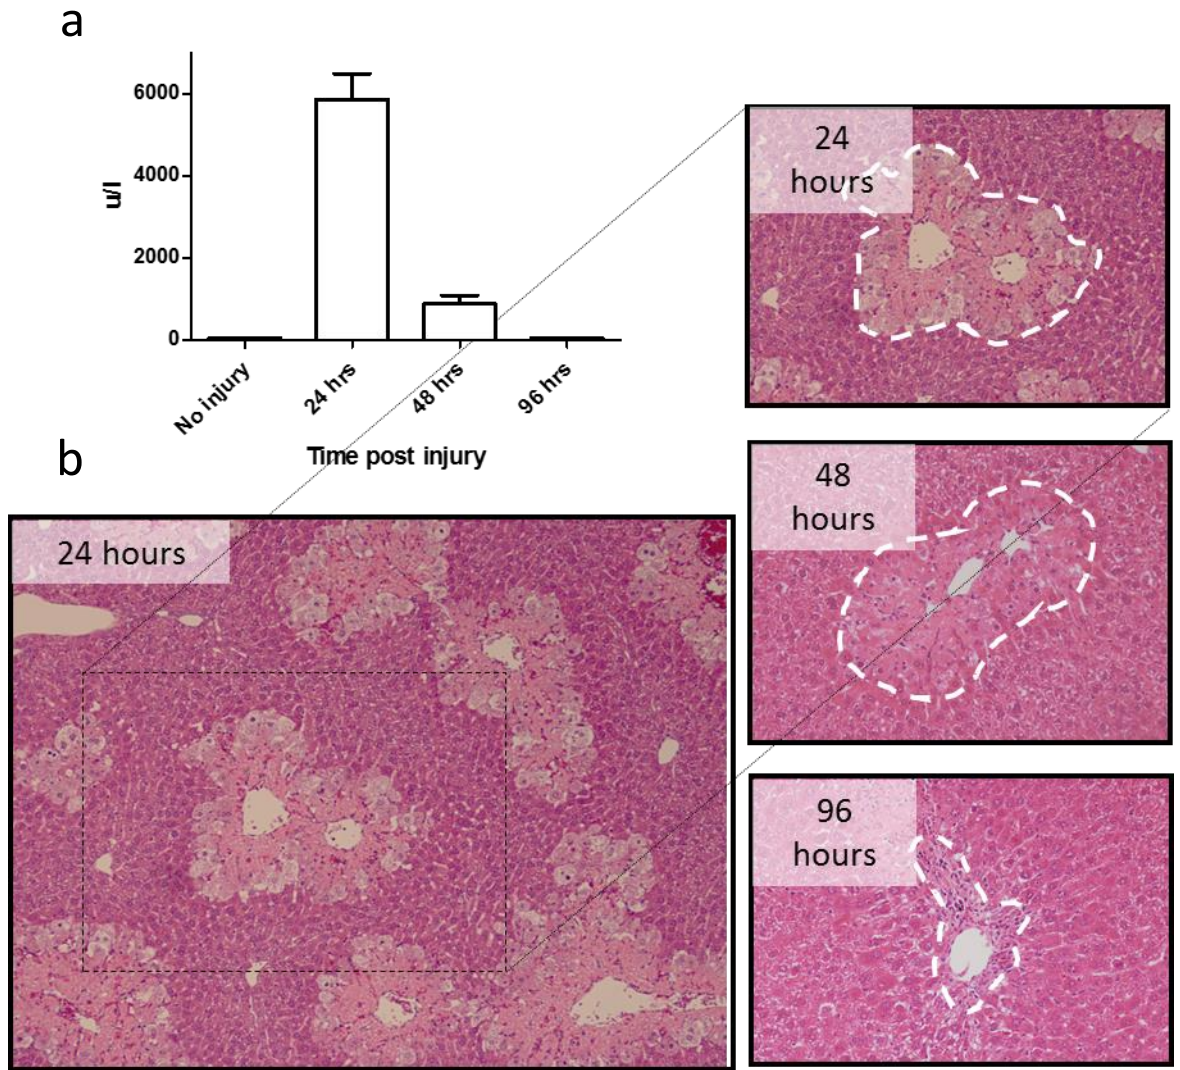 a
6000
4000
2000
0
u/l
No injury
24 hrs
48 hrs
96 hrs
Time post injury
b
24 hours
24
hours
48
hours
96
hours